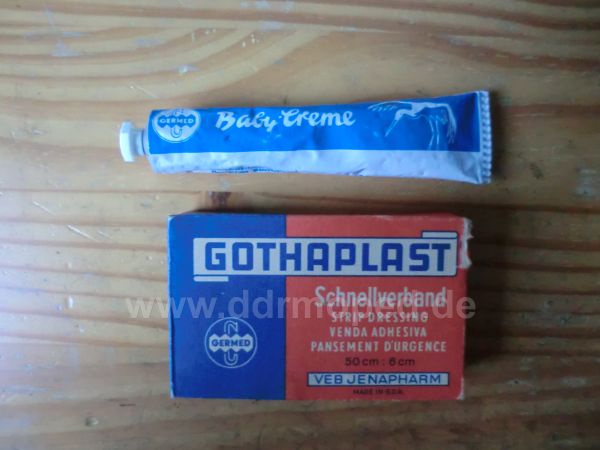 GERMED
Baby Creme
GOTHAPLAST
Schnellverband
STRIP DRESSING
VENDA ADHESIVA
PANSEMENT D'URGENCE
50 cm : 6 cm
GERMED
VEB JENAPHARM
MADE IN G.D.R.